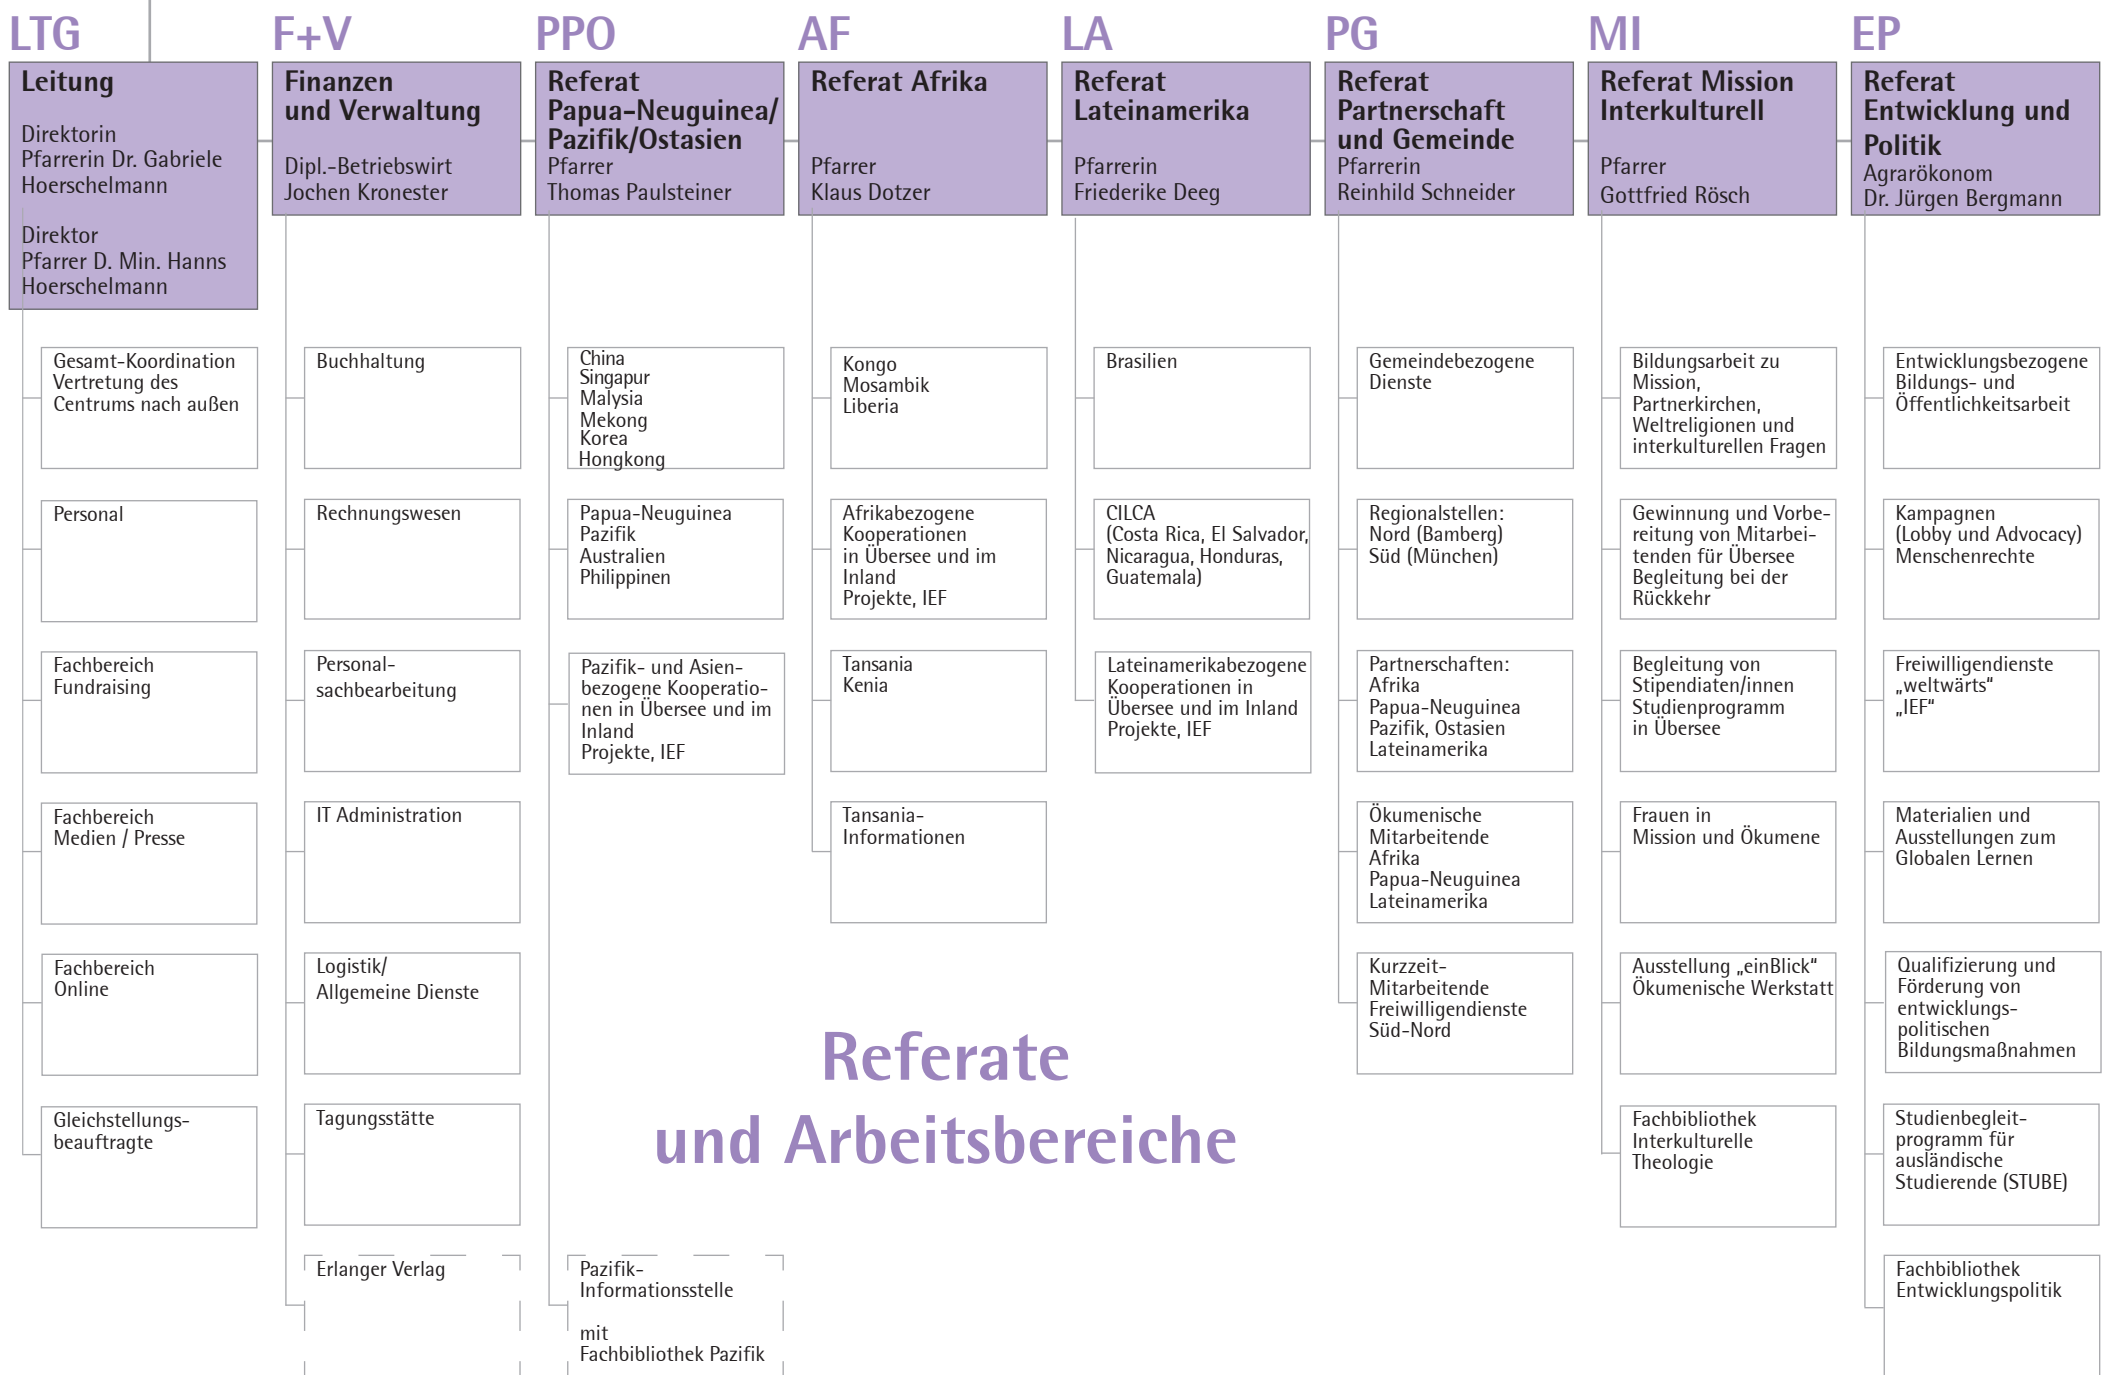 LTG
Leitung
Direktorin
Pfarrerin Dr. Gabriele
Hoerschelmann
Direktor
Pfarrer D. Min. Hanns
Hoerschelmann
Gesamt-Koordination
Vertretung des
Centrums nach außen
Personal
Fachbereich
Fundraising
Fachbereich
Medien / Presse
Fachbereich
Online
Gleichstellungs-
beauftragte
F+V
Finanzen
und Verwaltung
Dipl.-Betriebswirt
Jochen Kronester
Buchhaltung
Rechnungswesen
Personal-
sachbearbeitung
IT Administration
Logistik/
Allgemeine Dienste
Tagungsstätte
Erlanger Verlag
PPO
Referat
Papua-Neuguinea/
Pazifik/Ostasien
Pfarrer
Thomas Paulsteiner
China
Singapur
Malysia
Mekong
Korea
Hongkong
Papua-Neuguinea
Pazifik
Australien
Philippinen
Pazifik- und Asien-
bezogene Kooperatio-
nen in Übersee und im
Inland
Projekte, IEF
Pazifik-
Informationsstelle
mit
Fachbibliothek Pazifik
AF
Referat Afrika
Pfarrer
Klaus Dotzer
Kongo
Mosambik
Liberia
Afrikabezogene
Kooperationen
in Übersee und im
Inland
Projekte, IEF
Tansania
Kenia
Tansania-
Informationen
LA
Referat
Lateinamerika
Pfarrerin
Friederike Deeg
Brasilien
CILCA
(Costa Rica, El Salvador,
Nicaragua, Honduras,
Guatemala)
Lateinamerikabezogene
Kooperationen in
Übersee und im Inland
Projekte, IEF
PG
Referat
Partnerschaft
und Gemeinde
Pfarrerin
Reinhild Schneider
Gemeindebezogene
Dienste
Regionalstellen:
Nord (Bamberg)
Süd (München)
Partnerschaften:
Afrika
Papua-Neuguinea
Pazifik, Ostasien
Lateinamerika
Ökumenische
Mitarbeitende
Afrika
Papua-Neuguinea
Lateinamerika
Kurzzeit-
Mitarbeitende
Freiwilligendienste
Süd-Nord
MI
Referat Mission
Interkulturell
Pfarrer
Gottfried Rösch
Bildungsarbeit zu
Mission,
Partnerkirchen,
Weltreligionen und
interkulturellen Fragen
Gewinnung und Vorbe-
reitung von Mitarbei-
tenden für Übersee
Begleitung bei der
Rückkehr
Begleitung von
Stipendiaten/innen
Studienprogramm
in Übersee
Frauen in
Mission und Ökumene
Ausstellung „einBlick“
Ökumenische Werkstatt
Fachbibliothek
Interkulturelle
Theologie
EP
Referat
Entwicklung und
Politik
Agrarökonom
Dr. Jürgen Bergmann
Entwicklungsbezogene
Bildungs- und
Öffentlichkeitsarbeit
Kampagnen
(Lobby und Advocacy)
Menschenrechte
Freiwilligendienste
„weltwärts“
„IEF“
Materialien und
Ausstellungen zum
Globalen Lernen
Qualifizierung und
Förderung von
entwicklungs-
politischen
Bildungsmaßnahmen
Studienbegleit-
programm für
ausländische
Studierende (STUBE)
Fachbibliothek
Entwicklungspolitik
Referate
und Arbeitsbereiche